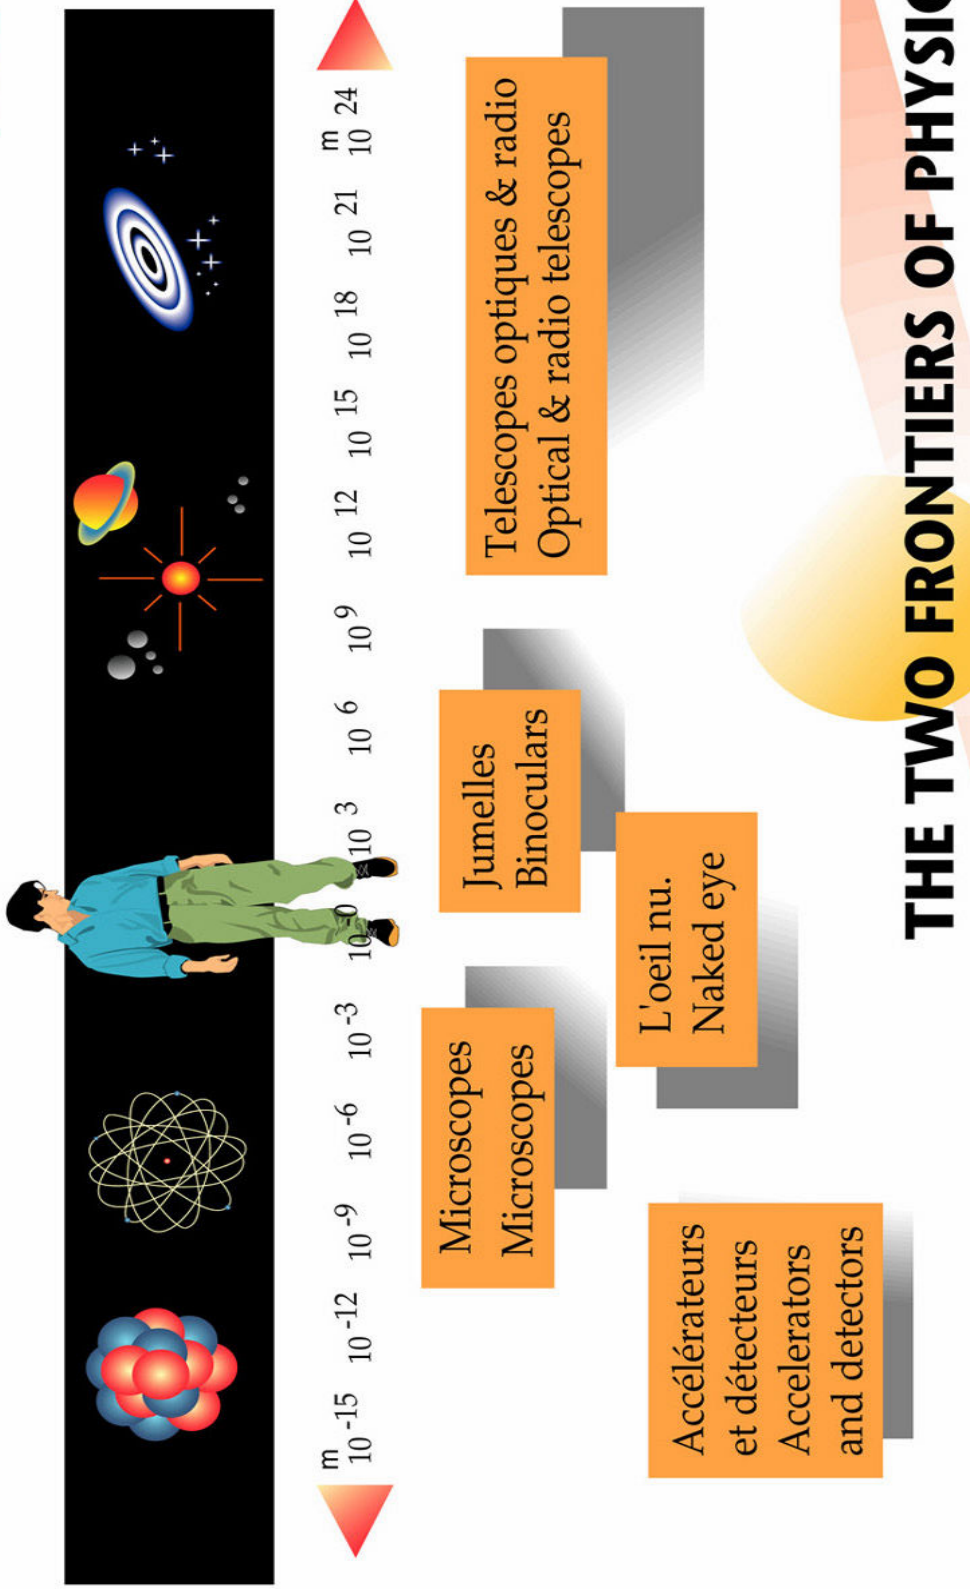 m
m
10 -15 10 -12 10 -9 10 -6 10 -3 10 0 10 3 10 6 10 9 10 12 10 15 10 18 10 21 10 24
Microscopes
Microscopes
Jumelles
Binoculars
Telescopes optiques & radio
Optical & radio telescopes
L'oeil nu.
Naked eye
Accélérateurs
et détecteurs
Accelerators
and detectors
THE TWO FRONTIERS OF